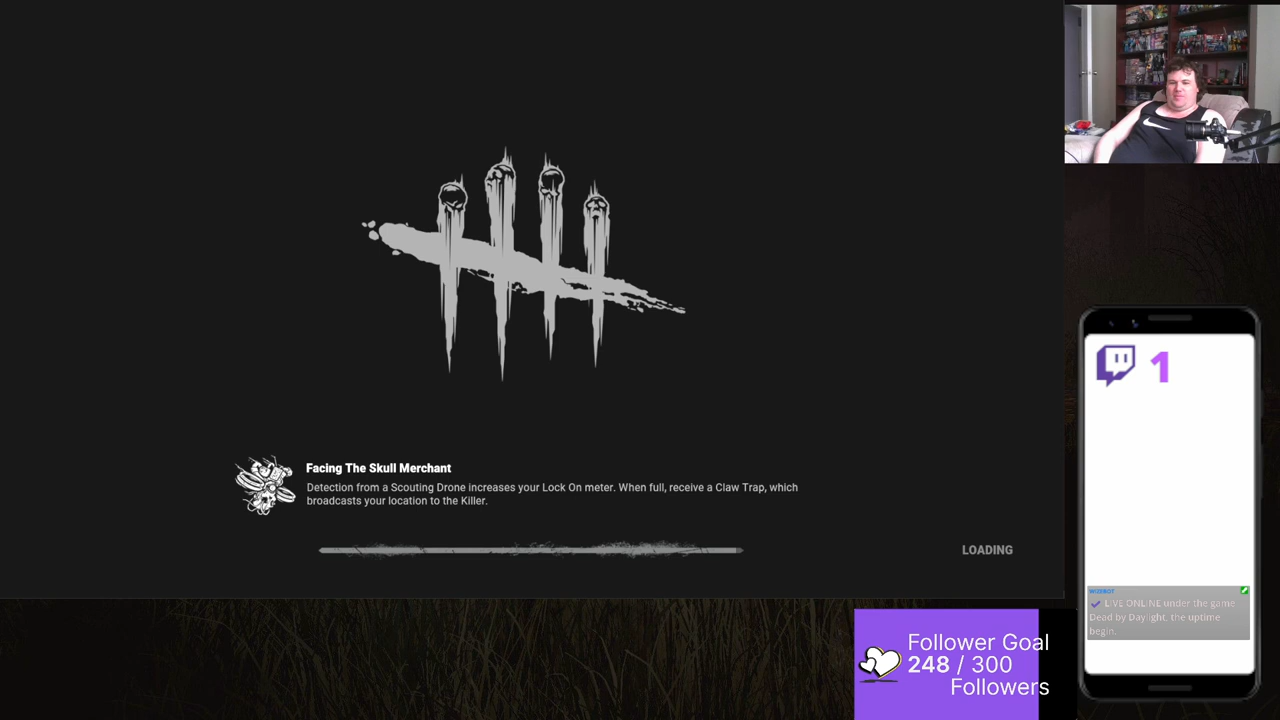 Facing The Skull Merchant
Detection from a Scouting Drone increases your Lock On meter. When full, receive a Claw Trap, which
broadcasts your location to the Killer.
LOADING
1
WIZEBOT
LIVE ONLINE under the game
Dead by Daylight, the uptime
begin.
Follower Goal
248 / 300
Followers